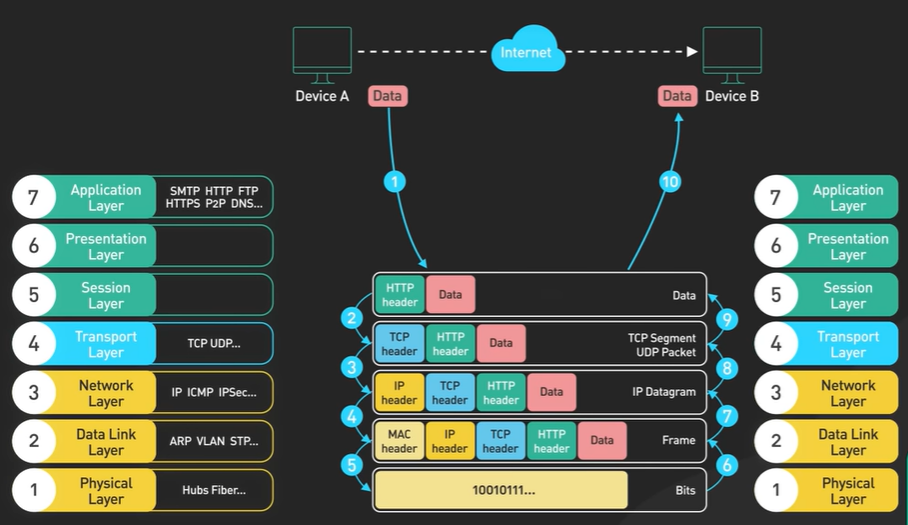 Internet
Device A
Data
Data
Device B
1
10
7
Application
Layer
SMTP HTTP FTP
HTTPS P2P DNS...
6
Presentation
Layer
5
Session
Layer
4
Transport
Layer
TCP UDP...
3
Network
Layer
IP ICMP IPSec...
2
Data Link
Layer
ARP VLAN STP...
1
Physical
Layer
Hubs Fiber...
HTTP
header
Data
Data
2
TCP
header
HTTP
header
Data
TCP Segment
UDP Packet
3
IP
header
TCP
header
HTTP
header
Data
IP Datagram
4
MAC
header
IP
header
TCP
header
HTTP
header
Data
Frame
5
10010111...
Bits
9
8
7
6
7
Application
Layer
6
Presentation
Layer
5
Session
Layer
4
Transport
Layer
3
Network
Layer
2
Data Link
Layer
1
Physical
Layer